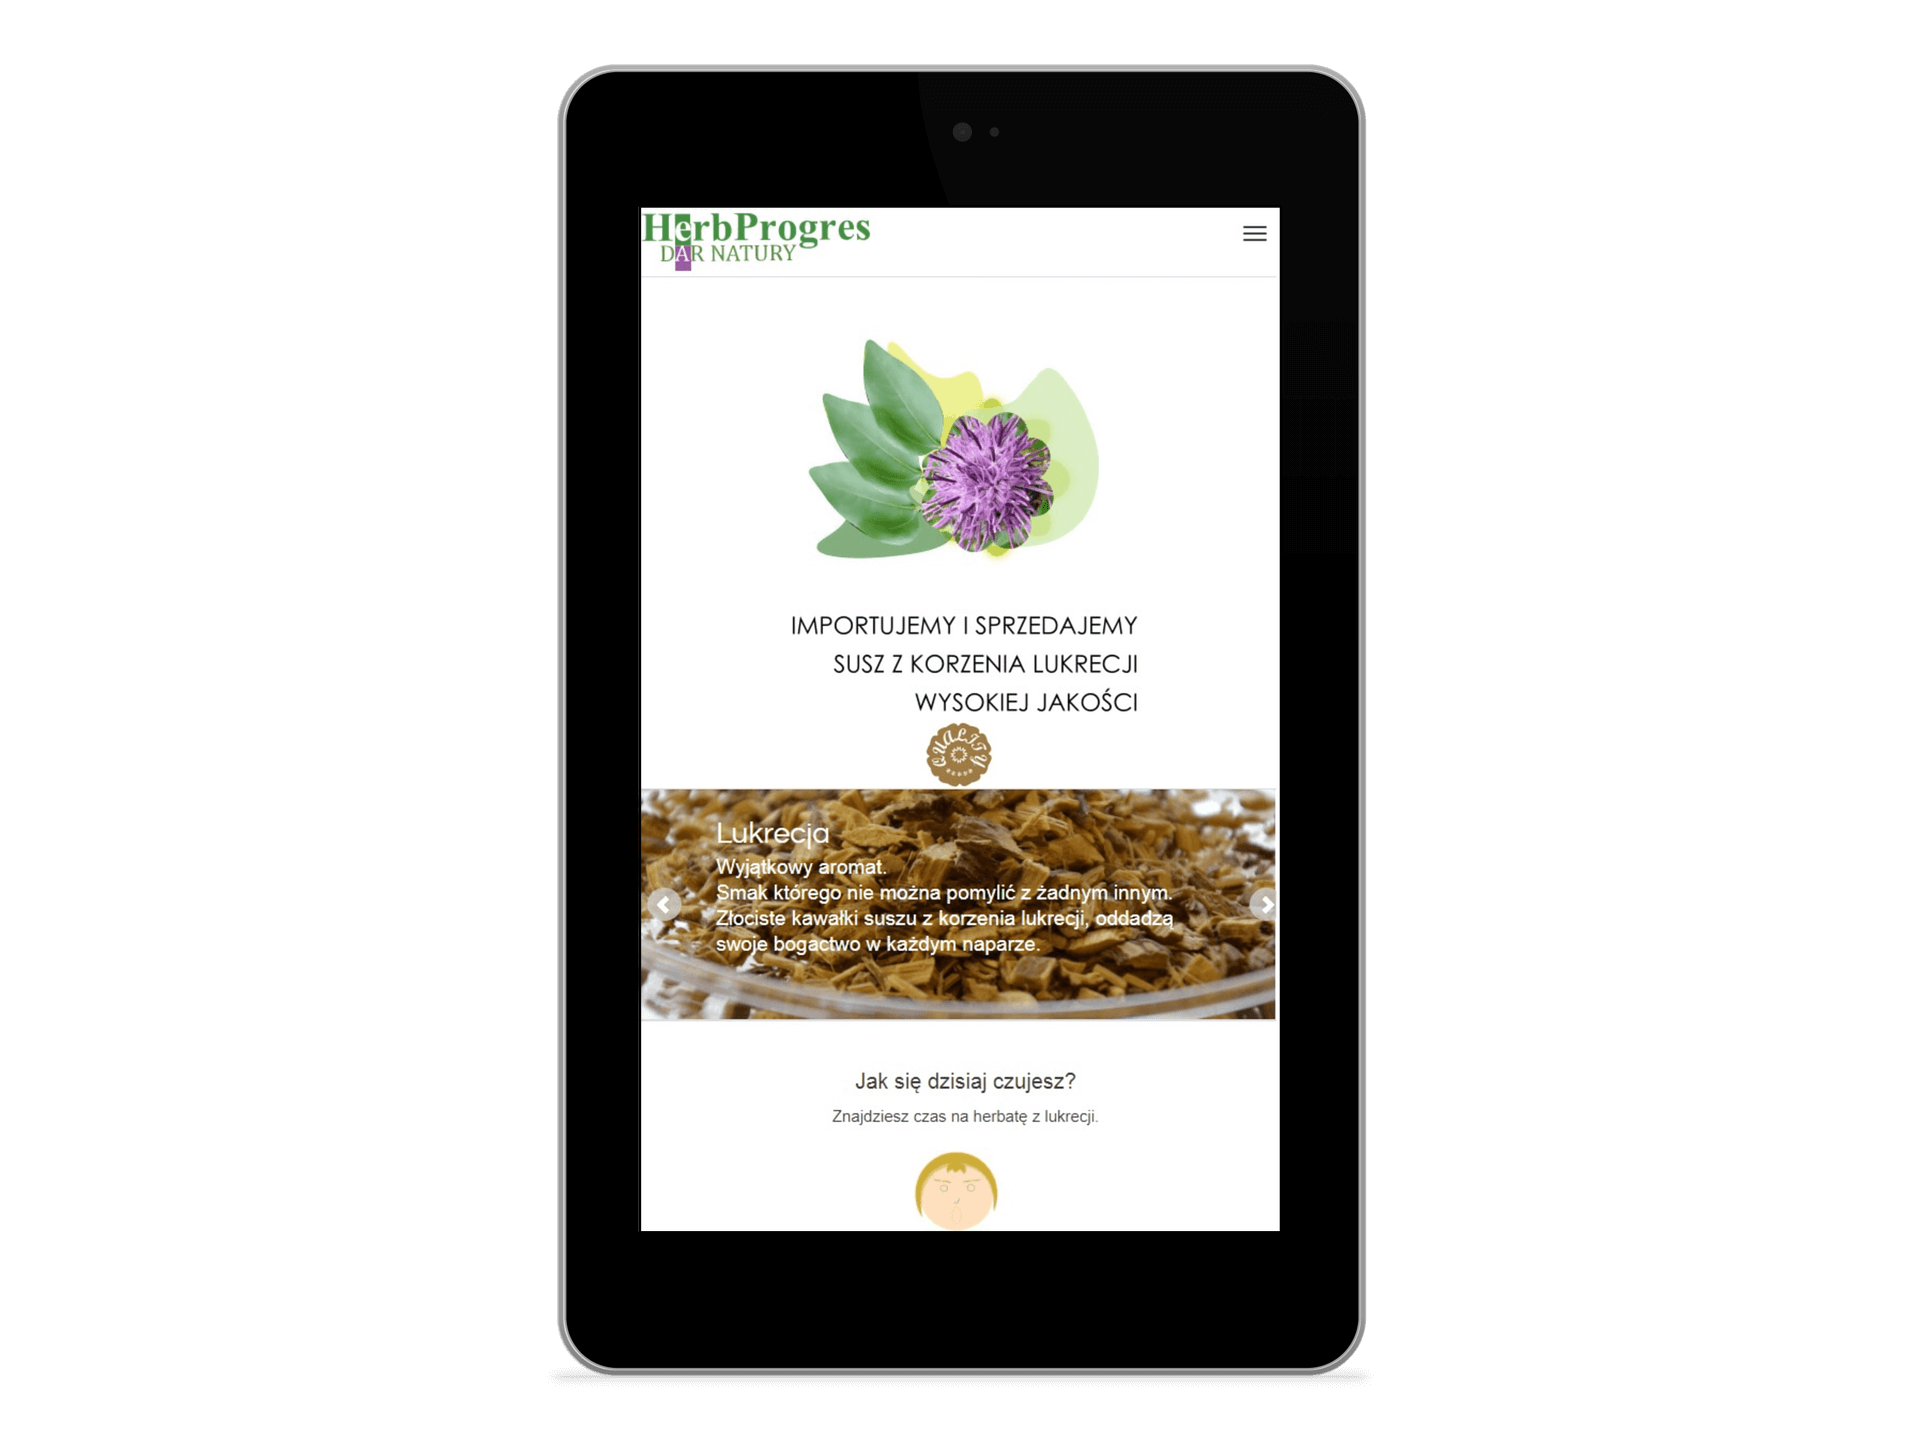 HerbProgres
DAR NATURY
IMPORTUJEMY I SPRZEDAJEMY
SUSZ Z KORZENIA LUKRECJI
WYSOKIEJ JAKOŚCI
QUALITY
Lukrecja
Wyjątkowy aromat.
Smak którego nie można pomylić z żadnym innym.
Złociste kawałki suszu z korzenia lukrecji, oddadzą
swoje bogactwo w każdym naparze.
Jak się dzisiaj czujesz?
Znajdziesz czas na herbatę z lukrecji.